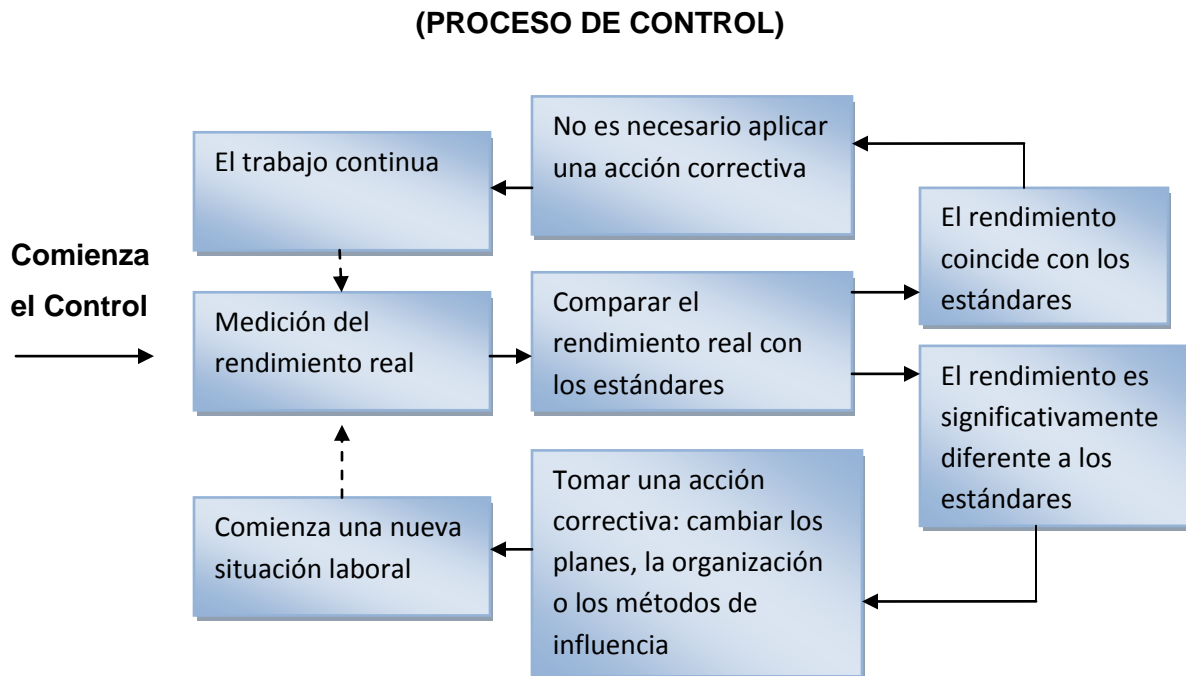 (PROCESO DE CONTROL)
El trabajo continua
No es necesario aplicar
una acción correctiva
El rendimiento
coincide con los
estándares
Comienza
el Control
Medición del
rendimiento real
Comparar el
rendimiento real con
los estándares
El rendimiento es
significativamente
diferente a los
estándares
Comienza una nueva
situación laboral
Tomar una acción
correctiva: cambiar los
planes, la organización
o los métodos de
influencia